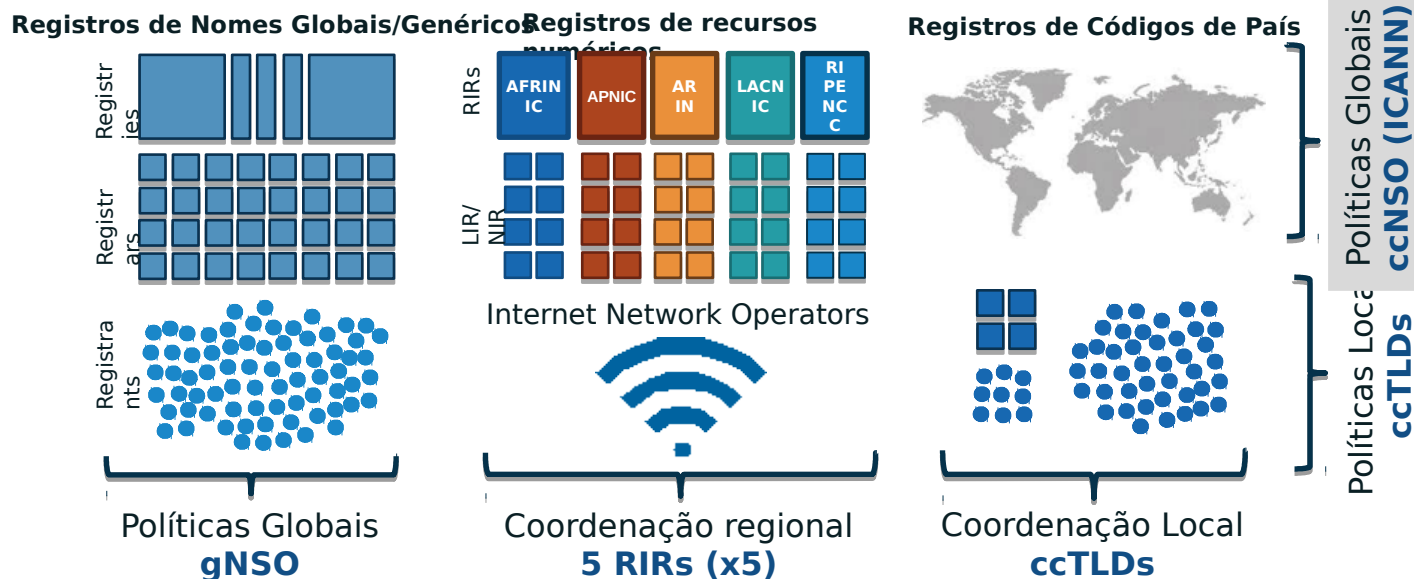 Registros de Nomes Globais/Genéricos
Registr
ies
Registr
ars
Registra
nts
Políticas Globais
gNSO
Registros de recursos
numéricos
RIRs
AFRIN
IC
APNIC
AR
IN
LACN
IC
RI
PE
NC
C
LIR/
NIR
Internet Network Operators
Coordenação regional
5 RIRs (x5)
Registros de Códigos de País
Políticas Globais
ccNSO (ICANN)
Políticas Loca
ccTLDs
Coordenação Local
ccTLDs